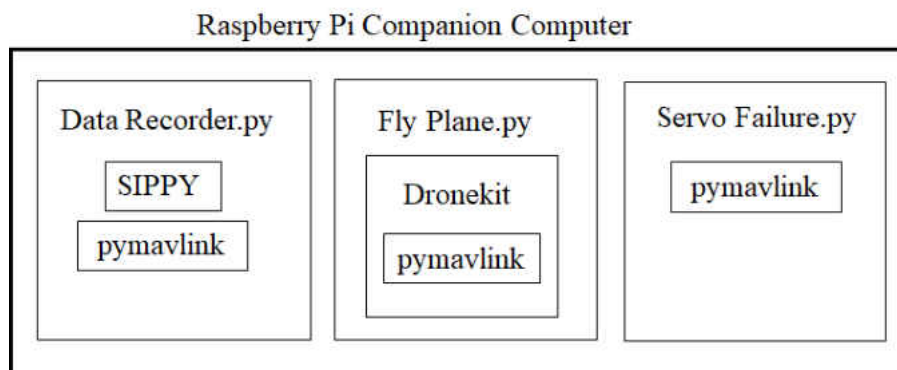 Raspberry Pi Companion Computer
Data Recorder.py
SIPPY
pymavlink
Fly Plane.py
Dronekit
pymavlink
Servo Failure.py
pymavlink